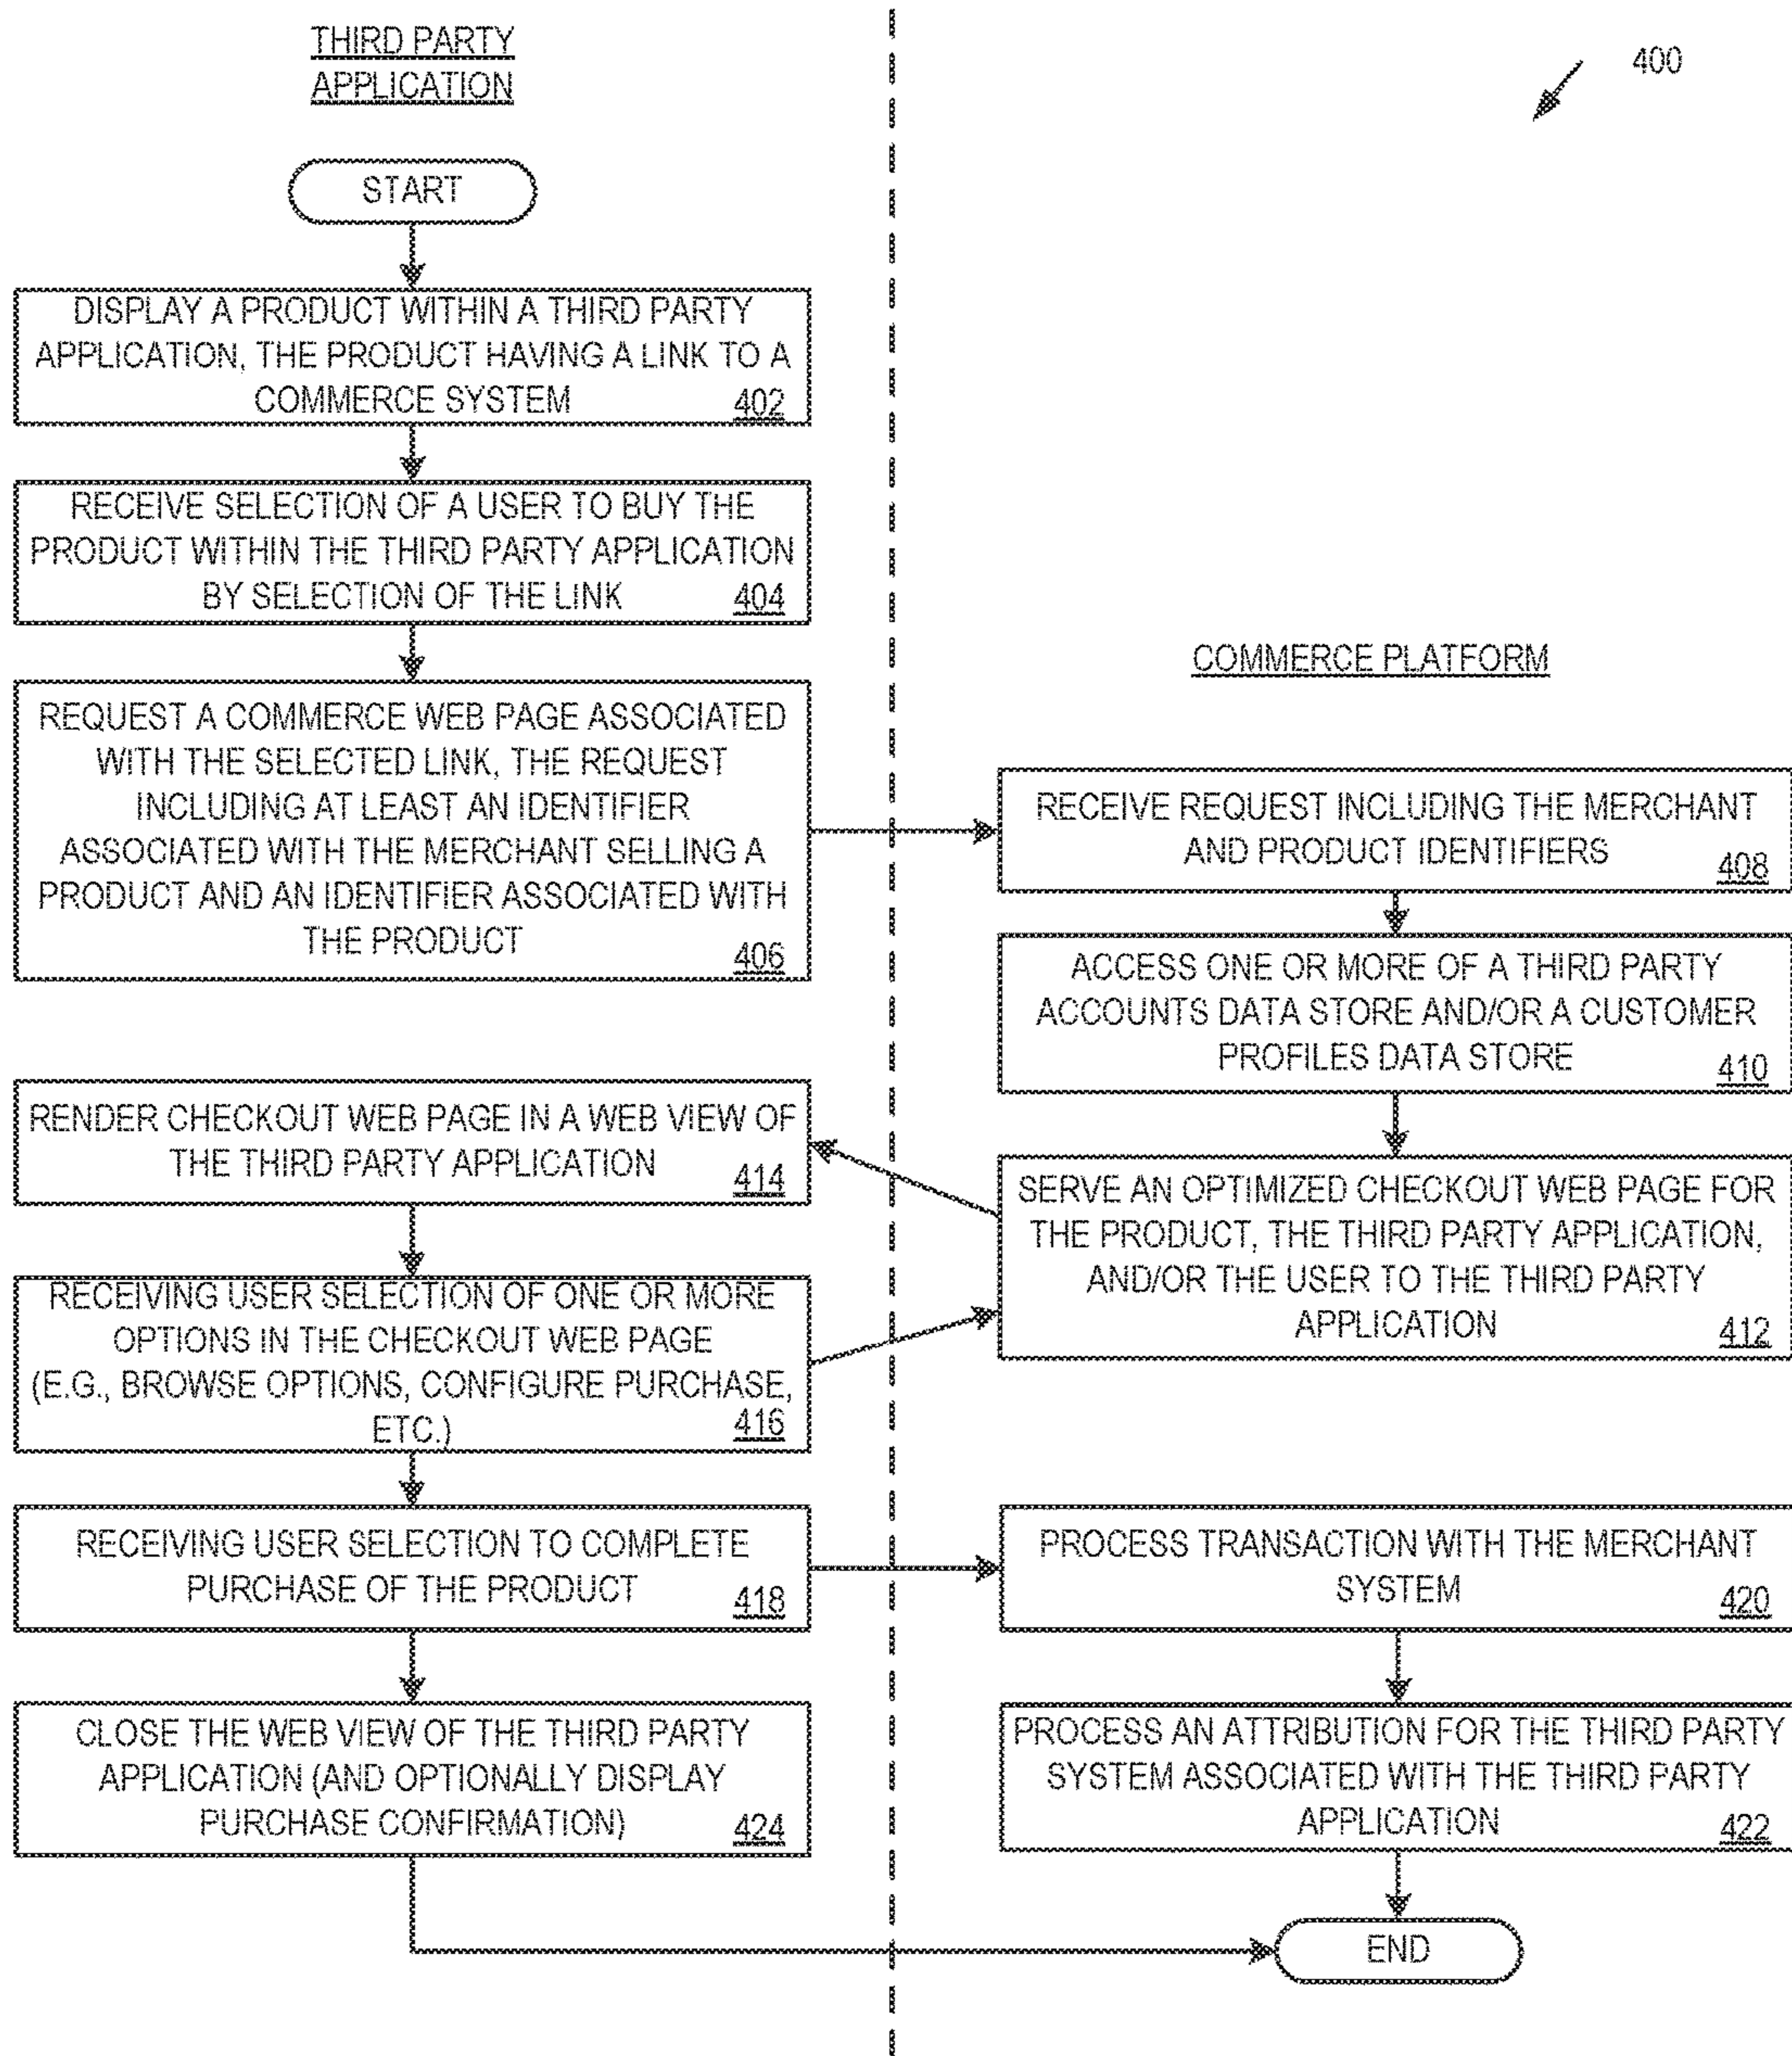 THIRD PARTY
APPLICATION
400
START
DISPLAY A PRODUCT WITHIN A THIRD PARTY
APPLICATION, THE PRODUCT HAVING A LINK TO A
COMMERCE SYSTEM 402
RECEIVE SELECTION OF A USER TO BUY THE
PRODUCT WITHIN THE THIRD PARTY APPLICATION
BY SELECTION OF THE LINK 404
REQUEST A COMMERCE WEB PAGE ASSOCIATED
WITH THE SELECTED LINK, THE REQUEST
INCLUDING AT LEAST AN IDENTIFIER
ASSOCIATED WITH THE MERCHANT SELLING A
PRODUCT AND AN IDENTIFIER ASSOCIATED WITH
THE PRODUCT 406
COMMERCE PLATFORM
RECEIVE REQUEST INCLUDING THE MERCHANT
AND PRODUCT IDENTIFIERS 408
ACCESS ONE OR MORE OF A THIRD PARTY
ACCOUNTS DATA STORE AND/OR A CUSTOMER
PROFILES DATA STORE 410
SERVE AN OPTIMIZED CHECKOUT WEB PAGE FOR
THE PRODUCT, THE THIRD PARTY APPLICATION,
AND/OR THE USER TO THE THIRD PARTY
APPLICATION 412
RENDER CHECKOUT WEB PAGE IN A WEB VIEW OF
THE THIRD PARTY APPLICATION 414
RECEIVING USER SELECTION OF ONE OR MORE
OPTIONS IN THE CHECKOUT WEB PAGE
(E.G., BROWSE OPTIONS, CONFIGURE PURCHASE,
ETC.) 416
RECEIVING USER SELECTION TO COMPLETE
PURCHASE OF THE PRODUCT 418
PROCESS TRANSACTION WITH THE MERCHANT
SYSTEM 420
PROCESS AN ATTRIBUTION FOR THE THIRD PARTY
SYSTEM ASSOCIATED WITH THE THIRD PARTY
APPLICATION 422
CLOSE THE WEB VIEW OF THE THIRD PARTY
APPLICATION (AND OPTIONALLY DISPLAY
PURCHASE CONFIRMATION) 424
END